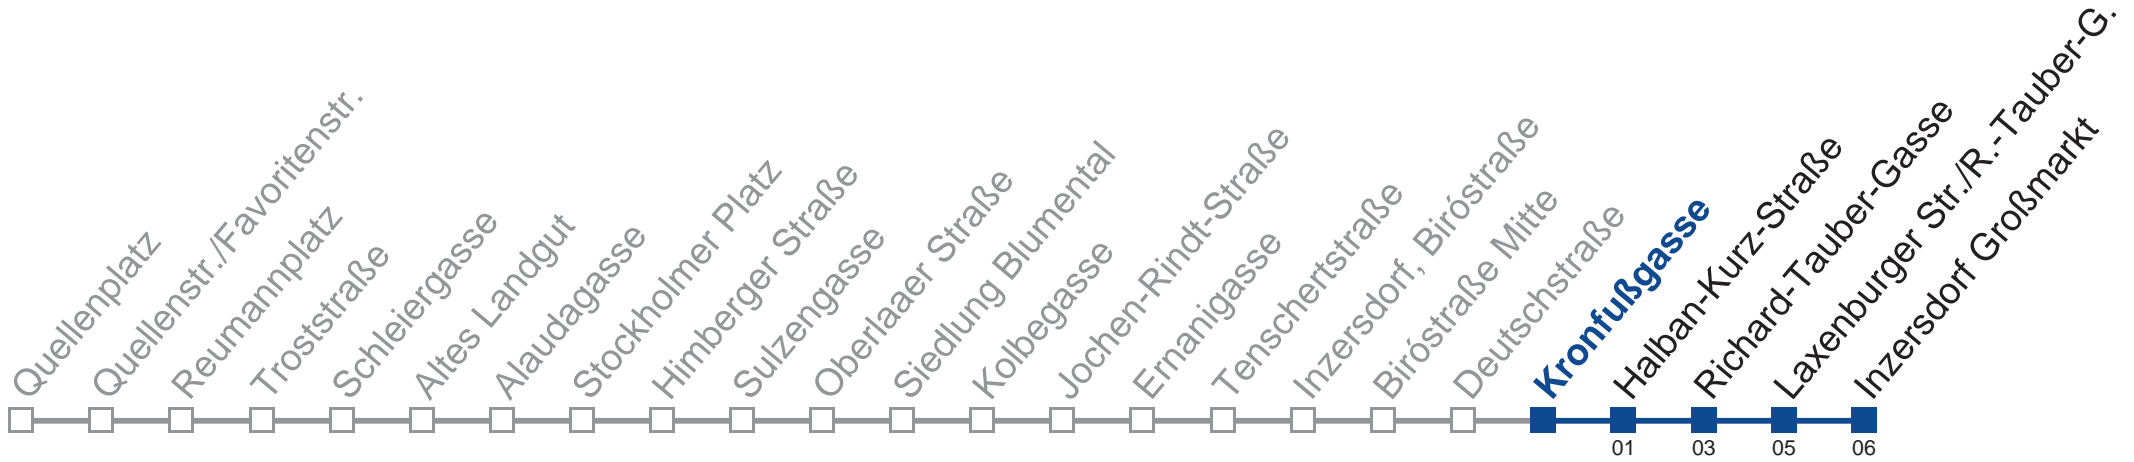 Quellenplatz
Quellenstr./Favoritenstr.
Reumannplatz
Troststraße
Schleiergasse
Altes Landgut
Alaudagasse
Stockholmer Platz
Himberger Straße
Sulzengasse
Oberlaaer Straße
Siedlung Blumental
Kolbegasse
Jochen-Rindt-Straße
Ernanigasse
Tenschertstraße
Inzersdorf, Biróstraße
Biróstraße Mitte
Deutschstraße
Kronfußgasse
Halban-Kurz-Straße
Richard-Tauber-Gasse
Laxenburger Str./R.-Tauber-G.
Inzersdorf Großmarkt
01
03
05
06